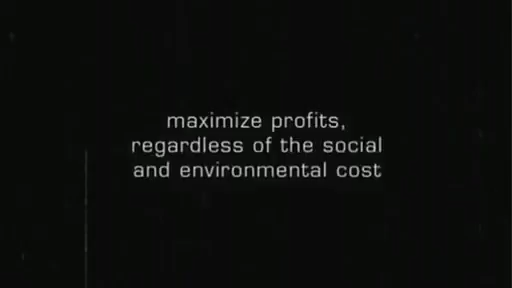 maximize profits,
regardless of the social
and environmental cost